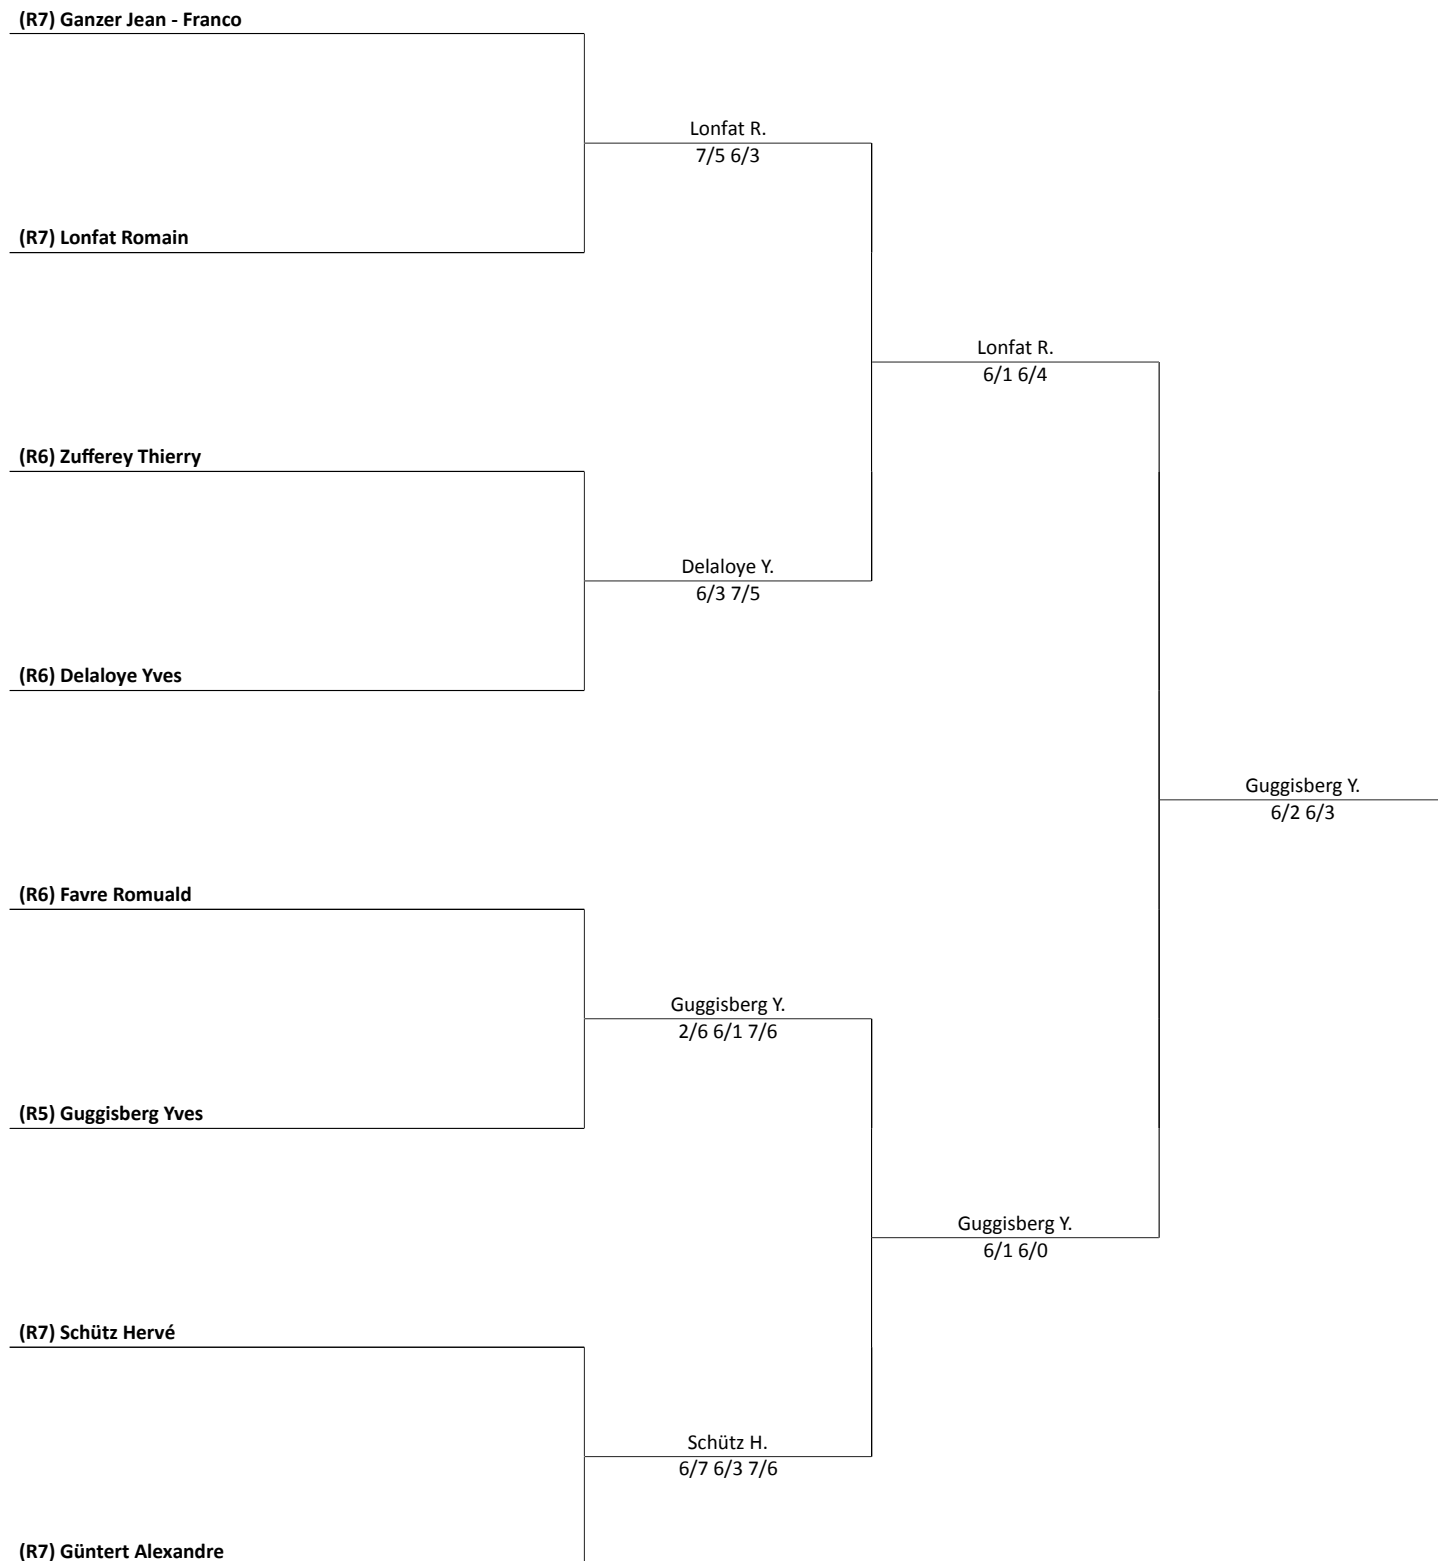 (R7) Ganzer Jean - Franco
Lonfat R.
7/5 6/3
(R7) Lonfat Romain
Lonfat R.
6/1 6/4
(R6) Zufferey Thierry
Delaloye Y.
6/3 7/5
(R6) Delaloye Yves
Guggisberg Y.
6/2 6/3
(R6) Favre Romuald
Guggisberg Y.
2/6 6/1 7/6
(R5) Guggisberg Yves
Guggisberg Y.
6/1 6/0
(R7) Schütz Hervé
Schütz H.
6/7 6/3 7/6
(R7) Güntert Alexandre